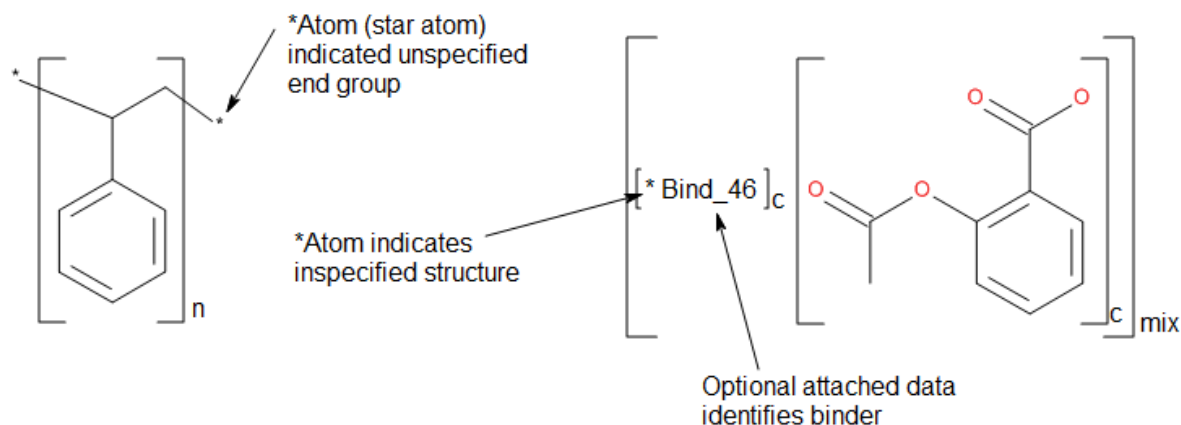 *Atom (star atom)
indicated unspecified
end group
*
*
n
*Atom indicates
inspecified structure
* Bind_46
c
O
O
O
O
c
mix
Optional attached data
identifies binder